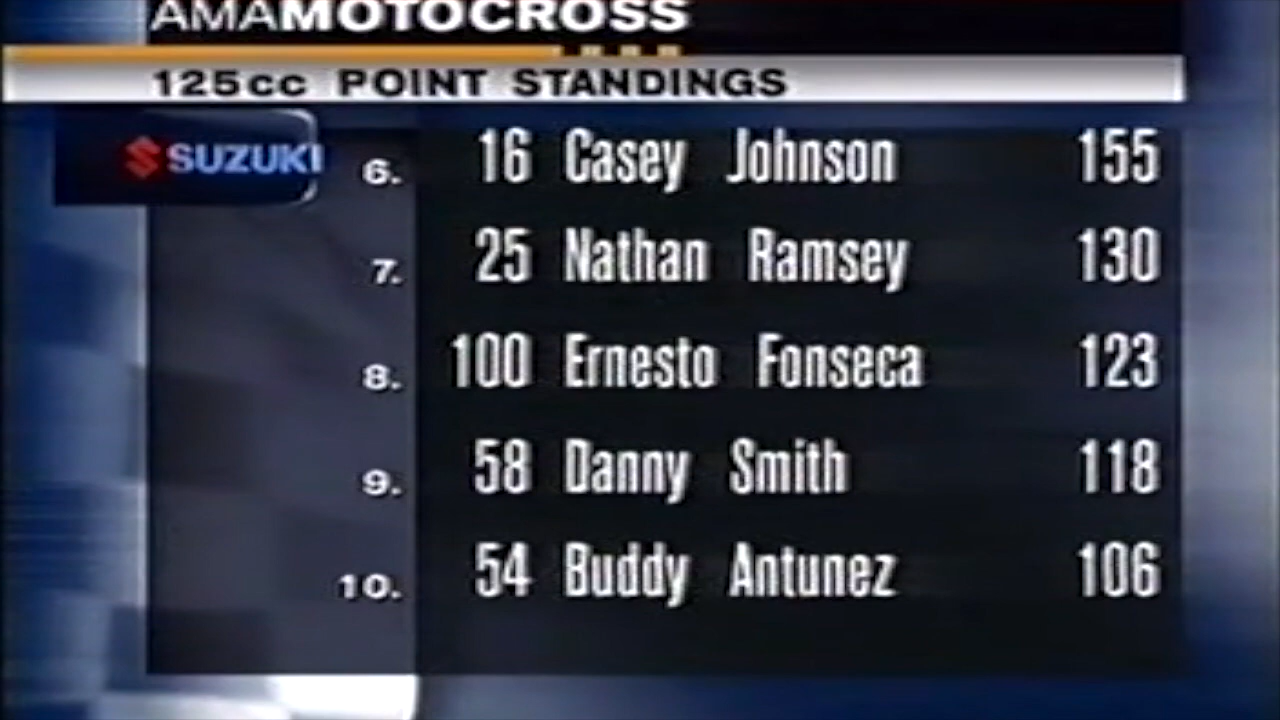 AMAMOTOCROSS
125cc POINT STANDINGS
SUZUKI
6. 16 Casey Johnson 155
7. 25 Nathan Ramsey 130
8. 100 Ernesto Fonseca 123
9. 58 Danny Smith 118
10. 54 Buddy Antunez 106